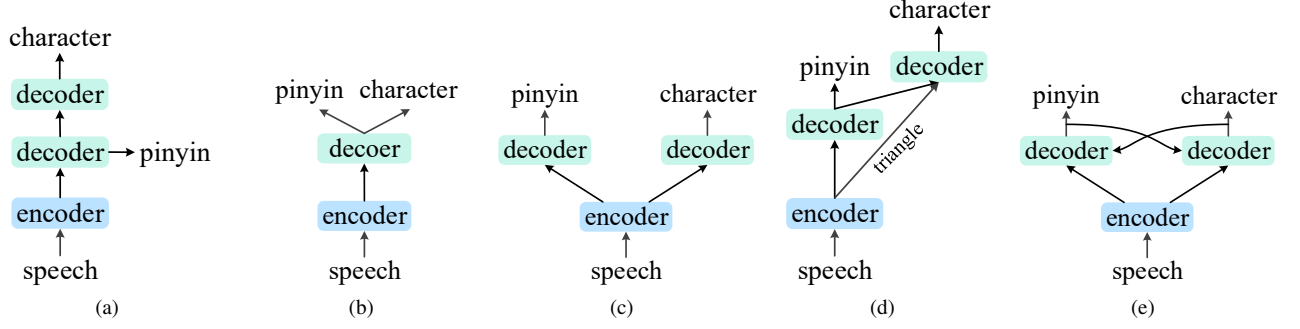 character
decoder
decoder
pinyin
encoder
speech
(a)
pinyin character
decoer
encoder
speech
(b)
pinyin
character
decoder
decoder
encoder
speech
(c)
character
decoder
pinyin
decoder
triangle
encoder
speech
(d)
pinyin
character
decoder
decoder
encoder
speech
(e)